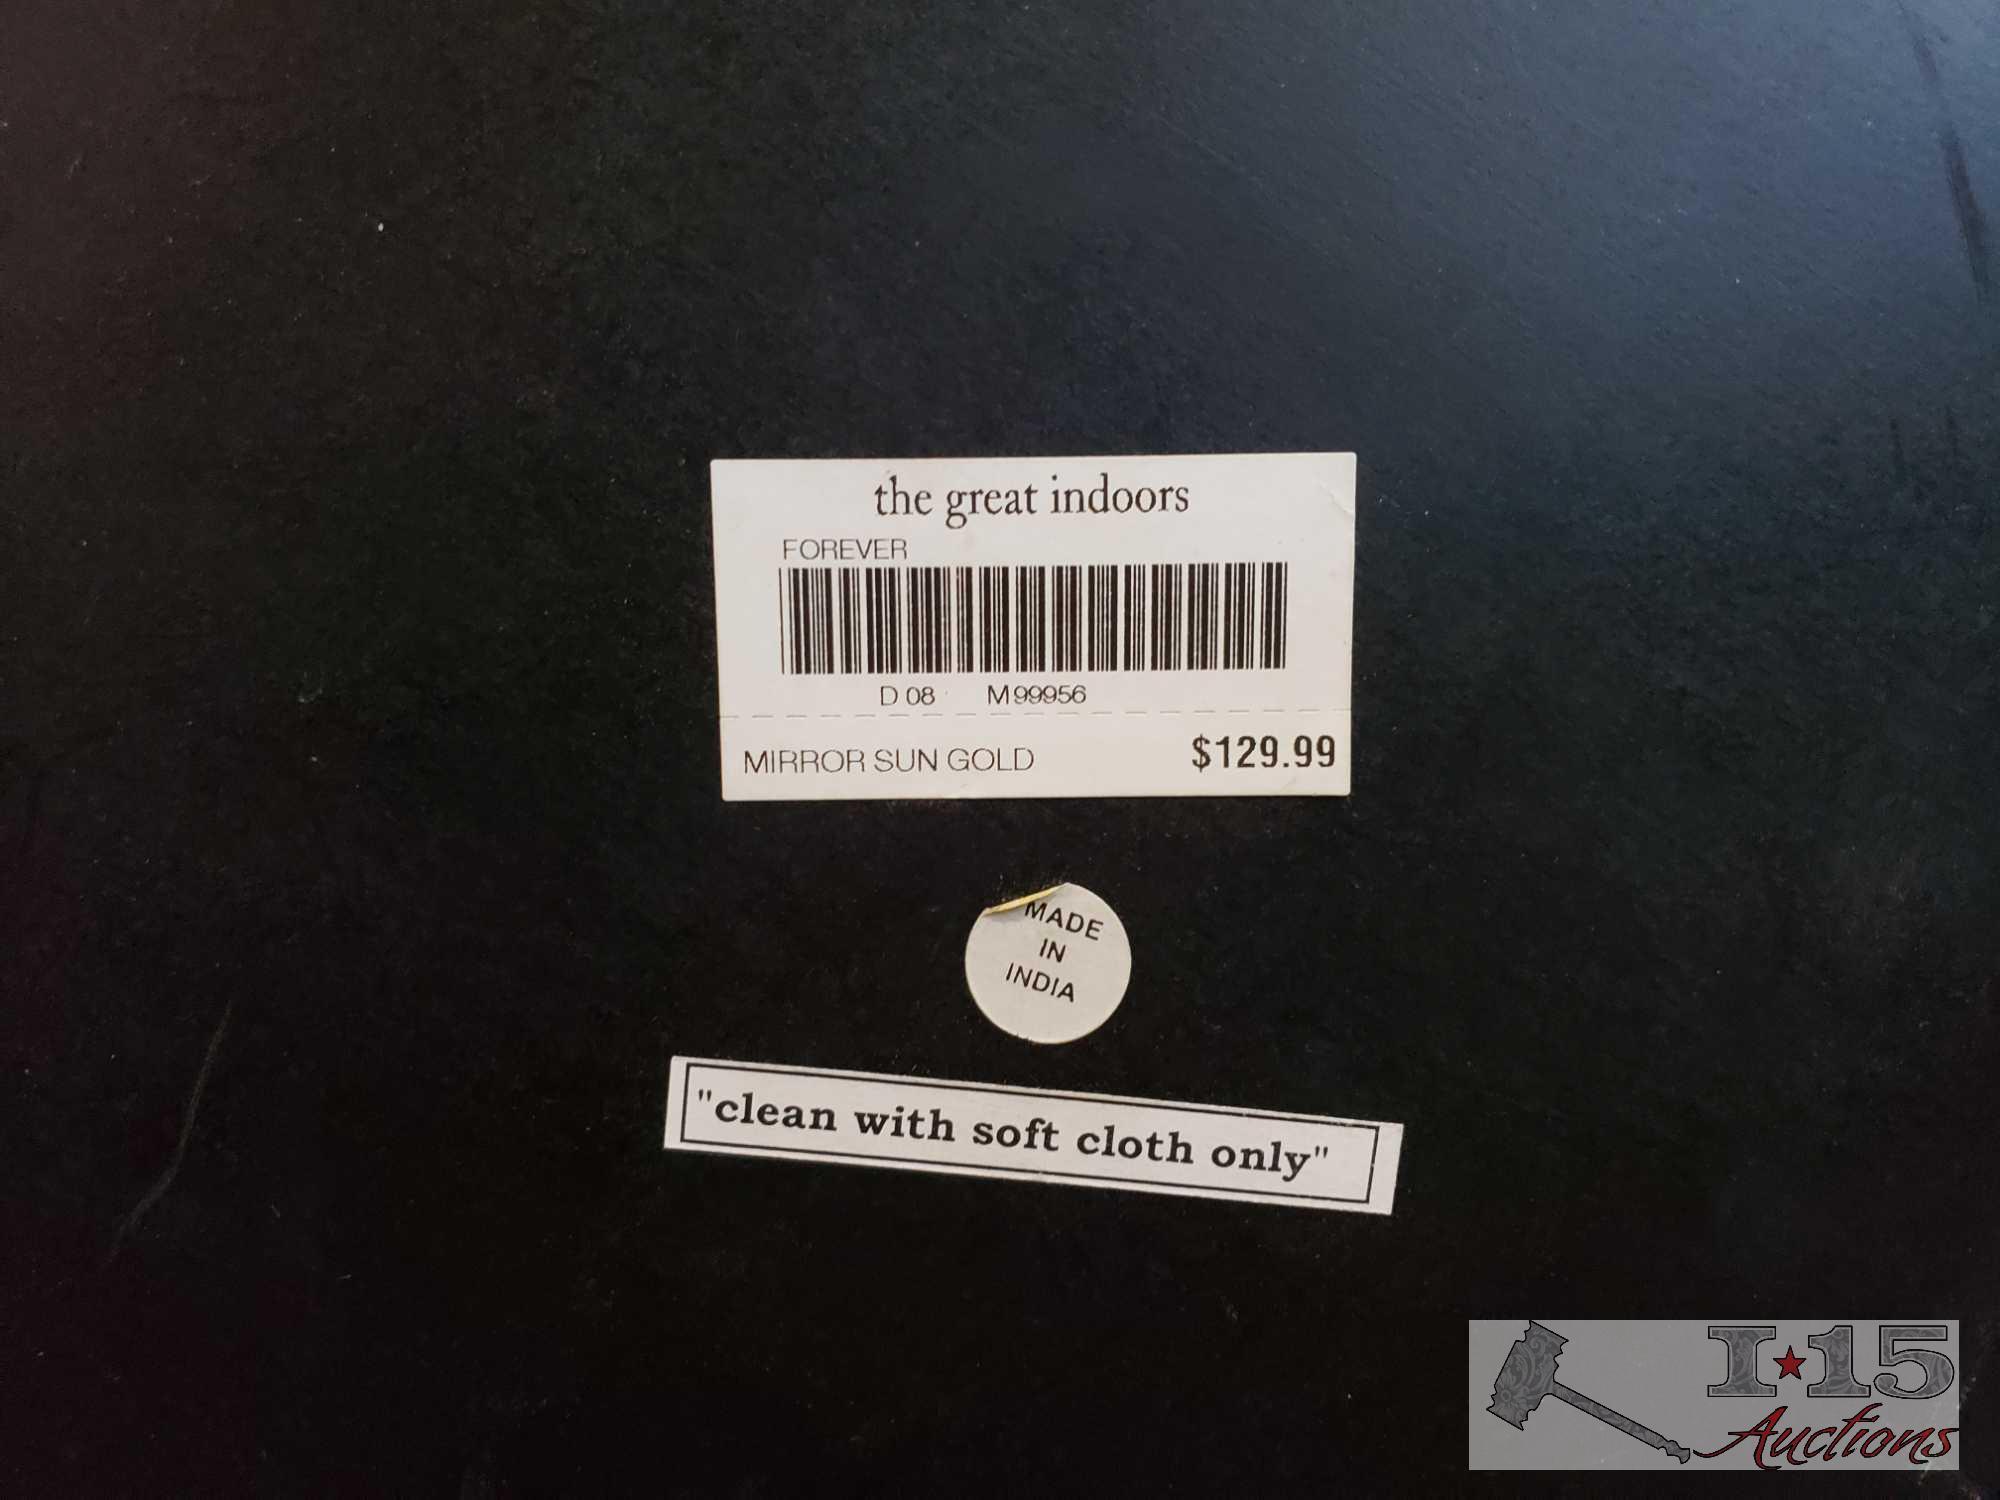 the great indoors
FOREVER
D 08 M99956
MIRROR SUN GOLD $129.99
MADE
IN
INDIA
"clean with soft cloth only"
I★15
Auctions